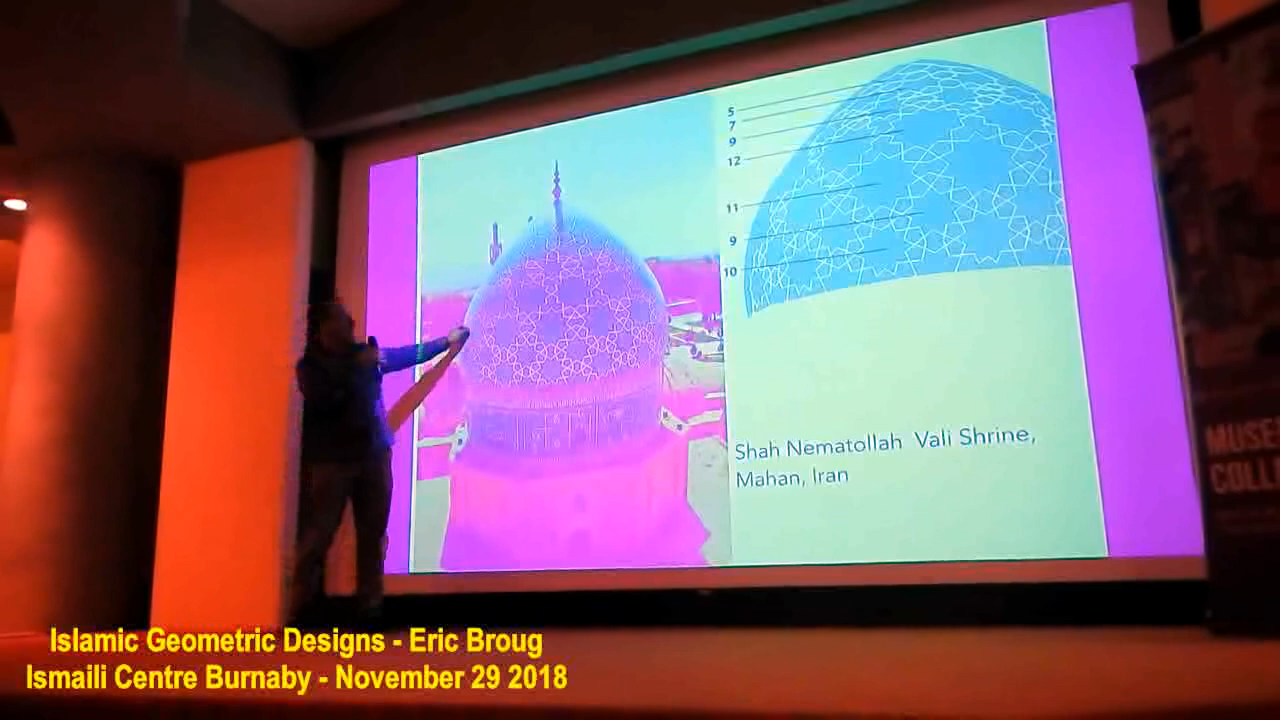 5
7
9
12
11
9
10
Shah Nematollah Vali Shrine,
Mahan, Iran
Islamic Geometric Designs - Eric Broug
Ismaili Centre Burnaby - November 29 2018